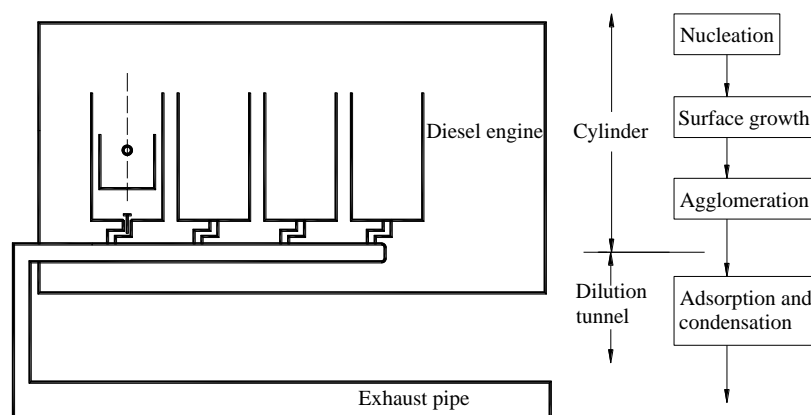 Nucleation
Diesel engine
Cylinder
Surface growth
Agglomeration
Dilution
tunnel
Adsorption and
condensation
Exhaust pipe